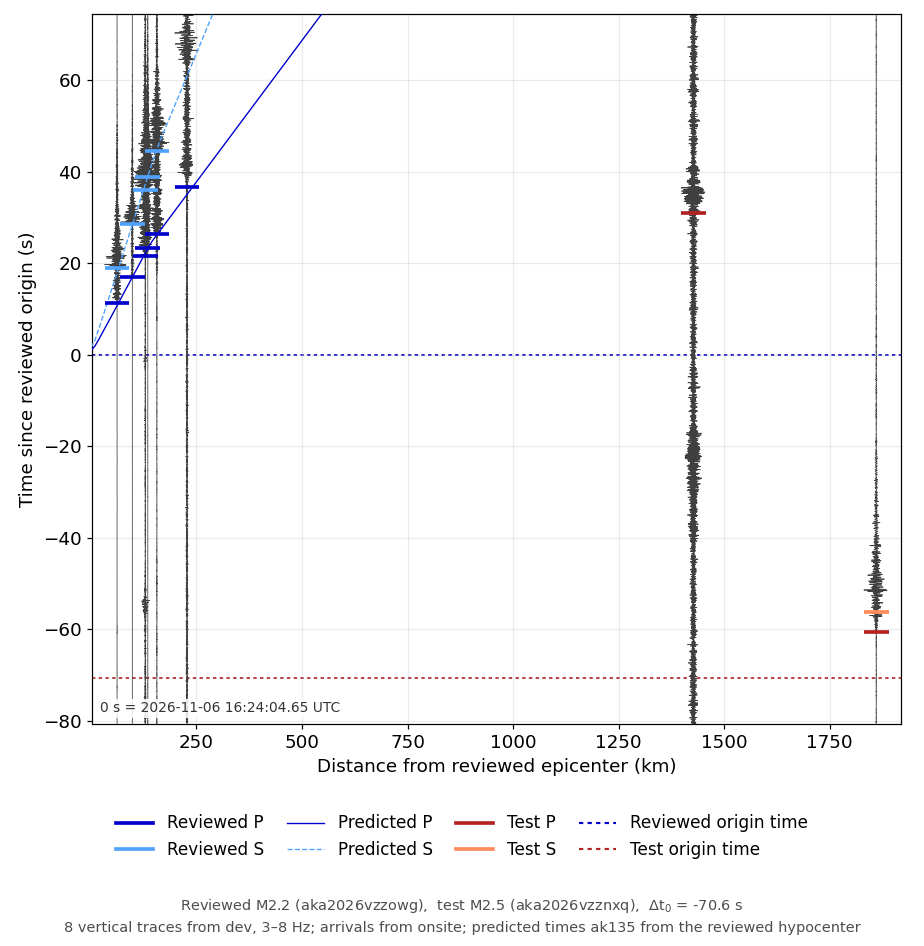 60
40
20
0
−20
−40
−60
−80
Time since reviewed origin (s)
0 s = 2026-11-06 16:24:04.65 UTC
250 500 750 1000 1250 1500 1750
Distance from reviewed epicenter (km)
Reviewed P Predicted P Test P Reviewed origin time
Reviewed S Predicted S Test S Test origin time
Reviewed M2.2 (aka2026vzzowg), test M2.5 (aka2026vzznxq), Δt₀ = -70.6 s
8 vertical traces from dev, 3–8 Hz; arrivals from onsite; predicted times ak135 from the reviewed hypocenter